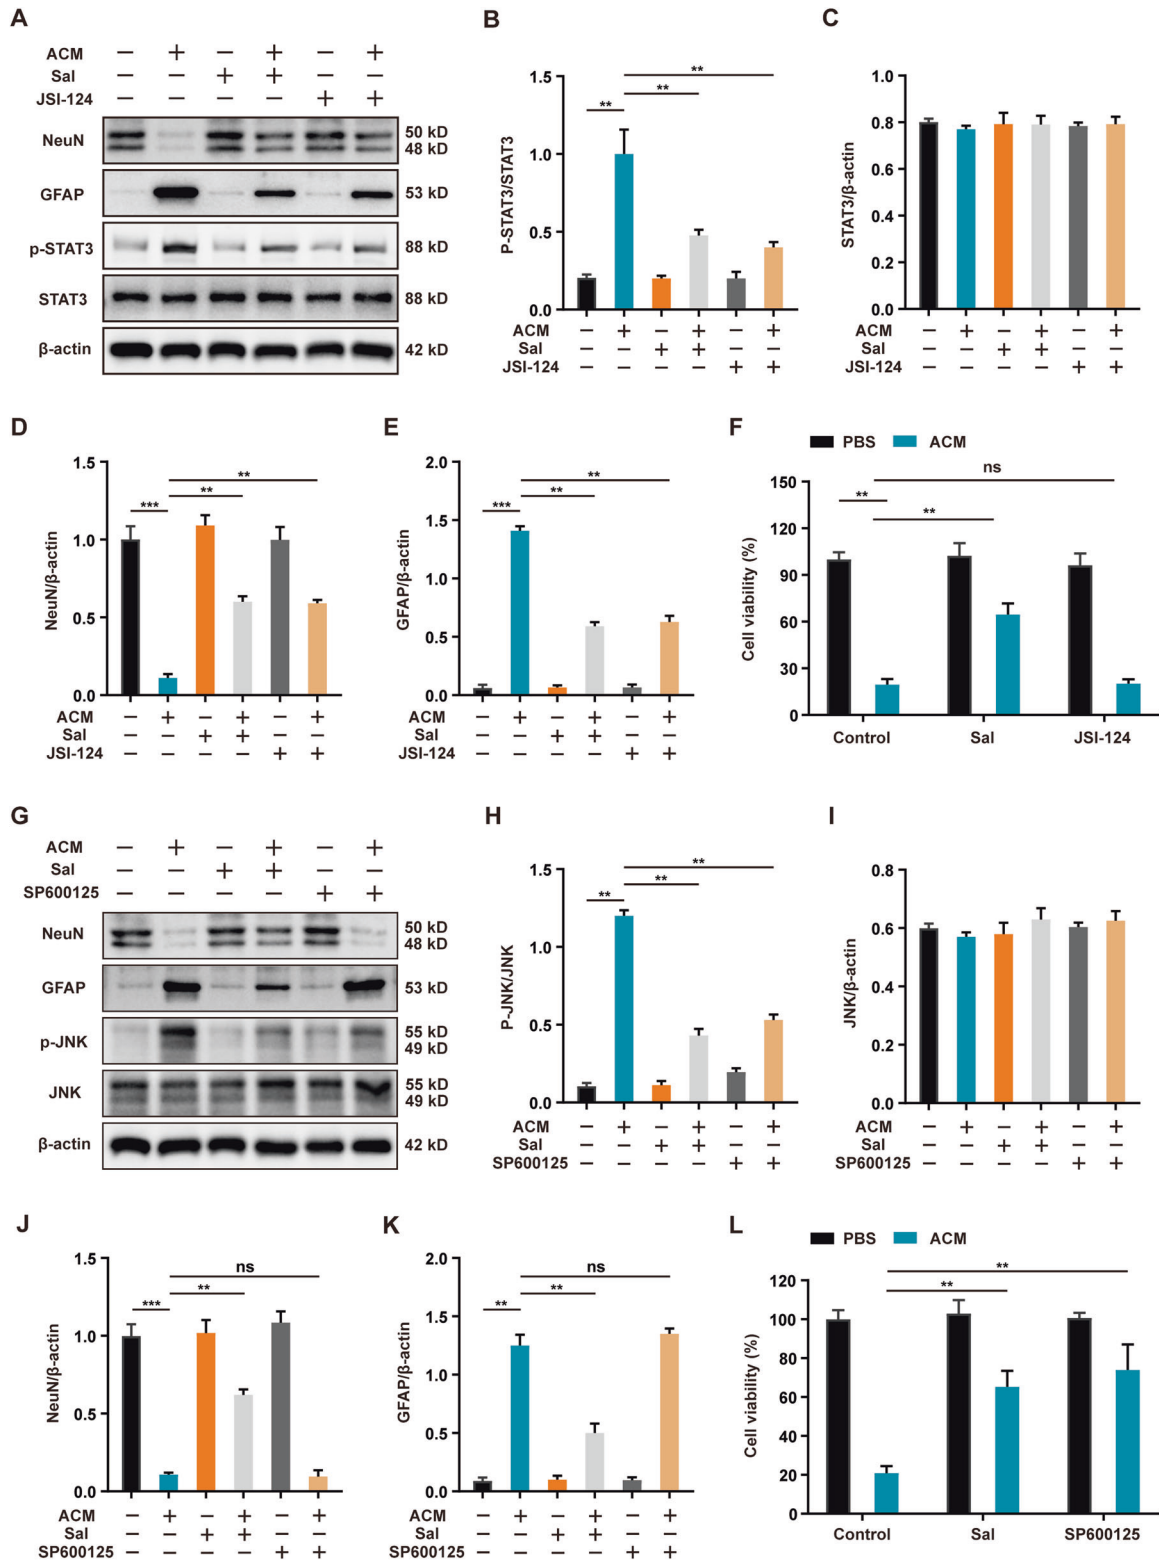 A
ACM − + − + − +
Sal − − + + − −
JSI-124 − − − − + +
NeuN 50 kD
48 kD
GFAP 53 kD
p-STAT3 88 kD
STAT3 88 kD
β-actin 42 kD
B
P-STAT3/STAT3
1.5
1.0
0.5
0.0
**
**
**
ACM − + − + − +
Sal − − + + − −
JSI-124 − − − − + +
C
STAT3/β-actin
1.0
0.8
0.6
0.4
0.2
0.0
ACM − + − + − +
Sal − − + + − −
JSI-124 − − − − + +
D
NeuN/β-actin
1.5
1.0
0.5
0.0
**
**
***
ACM − + − + − +
Sal − − + + − −
JSI-124 − − − − + +
E
GFAP/β-actin
2.0
1.5
1.0
0.5
0.0
**
**
***
ACM − + − + − +
Sal − − + + − −
JSI-124 − − − − + +
F
PBS ACM
Cell viability (%)
150
120
90
60
30
0
ns
**
**
Control Sal JSI-124
G
ACM − + − + − +
Sal − − + + − −
SP600125 − − − − + +
NeuN 50 kD
48 kD
GFAP 53 kD
p-JNK 55 kD
49 kD
JNK 55 kD
49 kD
β-actin 42 kD
H
P-JNK/JNK
1.5
1.0
0.5
0.0
**
**
**
ACM − + − + − +
Sal − − + + − −
SP600125 − − − − + +
I
JNK/β-actin
0.8
0.6
0.4
0.2
0.0
ACM − + − + − +
Sal − − + + − −
SP600125 − − − − + +
J
NeuN/β-actin
1.5
1.0
0.5
0.0
ns
**
***
ACM − + − + − +
Sal − − + + − −
SP600125 − − − − + +
K
GFAP/β-actin
2.0
1.5
1.0
0.5
0.0
ns
**
**
ACM − + − + − +
Sal − − + + − −
SP600125 − − − − + +
L
PBS ACM
Cell viability (%)
120
100
80
60
40
20
0
**
**
Control Sal SP600125